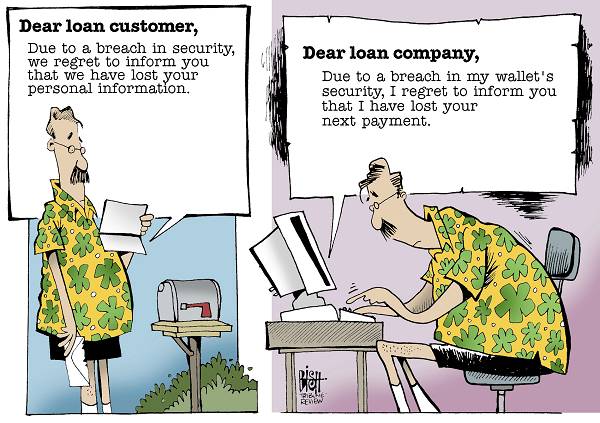 Dear loan customer,
Due to a breach in security,
we regret to inform you
that we have lost your
personal information.
Dear loan company,
Due to a breach in my wallet's
security, I regret to inform you
that I have lost your
next payment.
TRIBUNE
REVIEW